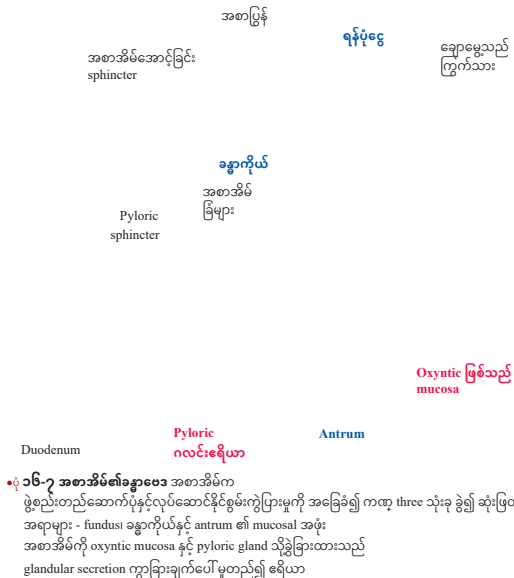 အစာပြွန်
ရန်ပုံငွေ
ချောမွေ့သည်
ကြွက်သား
အစာအိမ်အောင့်ခြင်း
sphincter
ခန္ဓာကိုယ်
အစာအိမ်
ခြံများ
Pyloric
sphincter
Oxyntic ဖြစ်သည်
mucosa
Pyloric
ဂလင်းဧရိယာ
Antrum
Duodenum
●ပုံ ၁၆-၇ အစာအိမ်၏ခန္ဓာဗေဒ အစာအိမ်က
ဖွဲ့စည်းတည်ဆောက်ပုံနှင့်လုပ်ဆောင်နိုင်စွမ်းကွဲပြားမှုကို အခြေခံ၍ ကဏ္ three သုံးခု ခွဲ၍ ဆုံးဖြတ
အရာများ - fundus၊ ခန္ဓာကိုယ်နှင့် antrum ၏ mucosal အဖုံး
အစာအိမ်ကို oxyntic mucosa နှင့် pyloric gland သို့ခွဲခြားထားသည်
glandular secretion ကွာခြားချက်ပေါ် မူတည်၍ ဧရိယာ